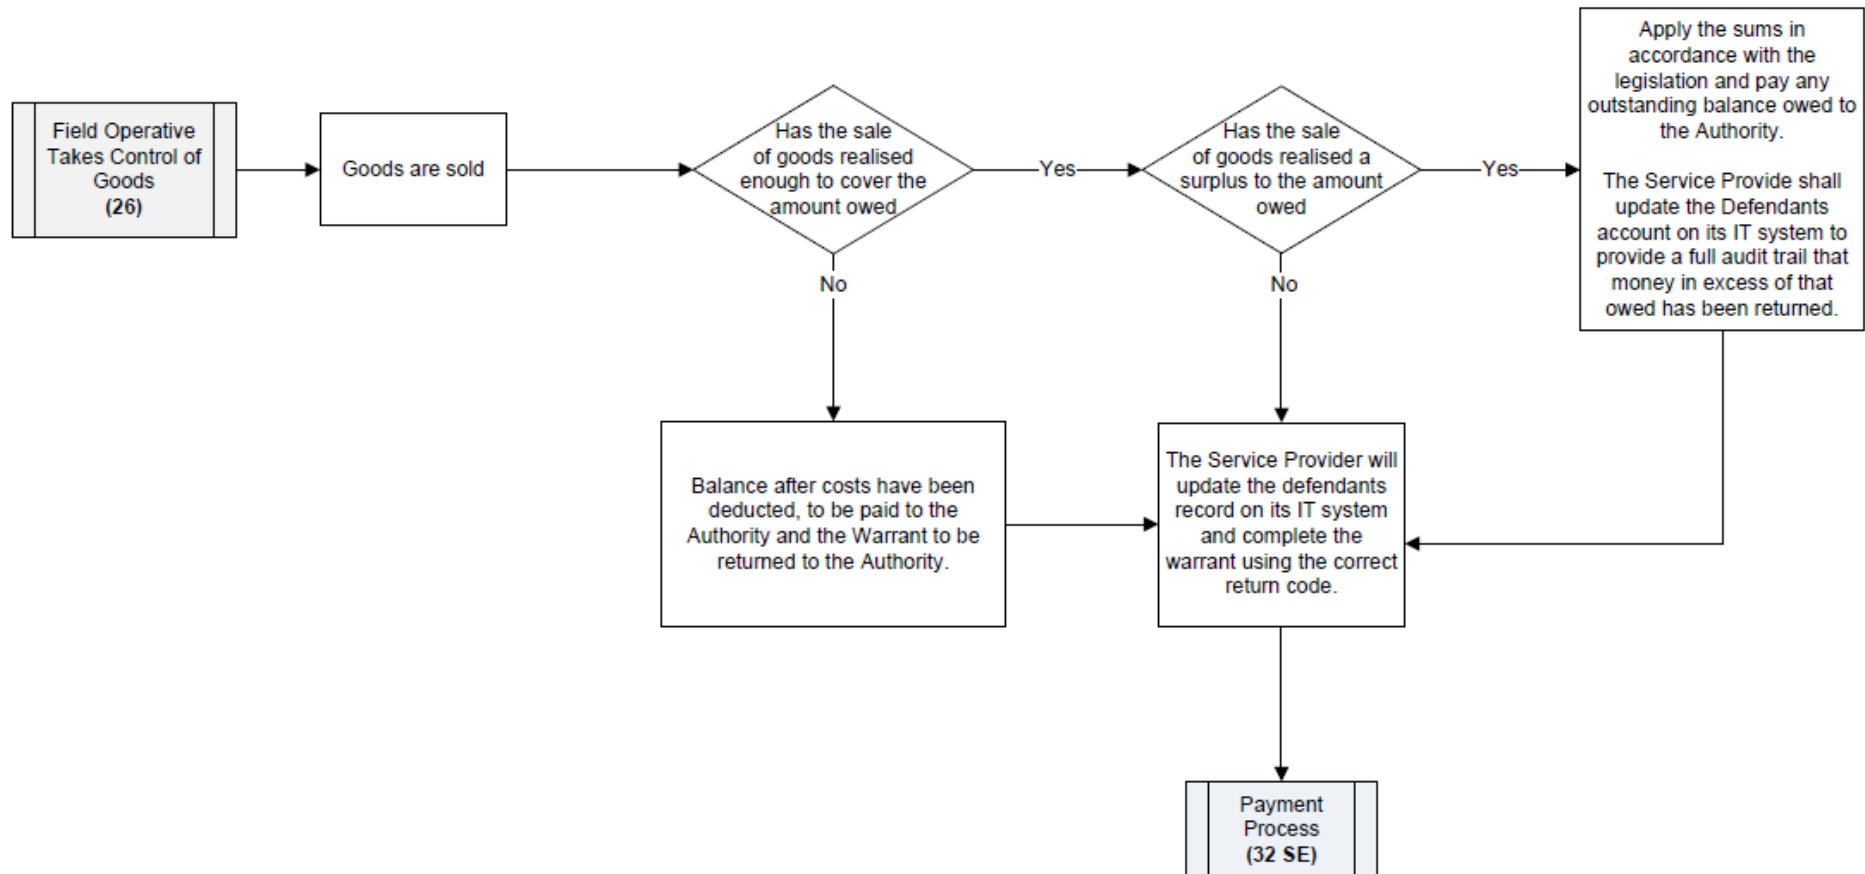 Field Operative
Takes Control of
Goods
(26)
Goods are sold
Has the sale
of goods realised
enough to cover the
amount owed
Yes
Has the sale
of goods realised a
surplus to the amount
owed
Yes
Apply the sums in
accordance with the
legislation and pay any
outstanding balance owed to
the Authority.
The Service Provide shall
update the Defendants
account on its IT system to
provide a full audit trail that
money in excess of that
owed has been returned.
No
No
Balance after costs have been
deducted, to be paid to the
Authority and the Warrant to be
returned to the Authority.
The Service Provider will
update the defendants
record on its IT system
and complete the
warrant using the correct
return code.
Payment
Process
(32 SE)